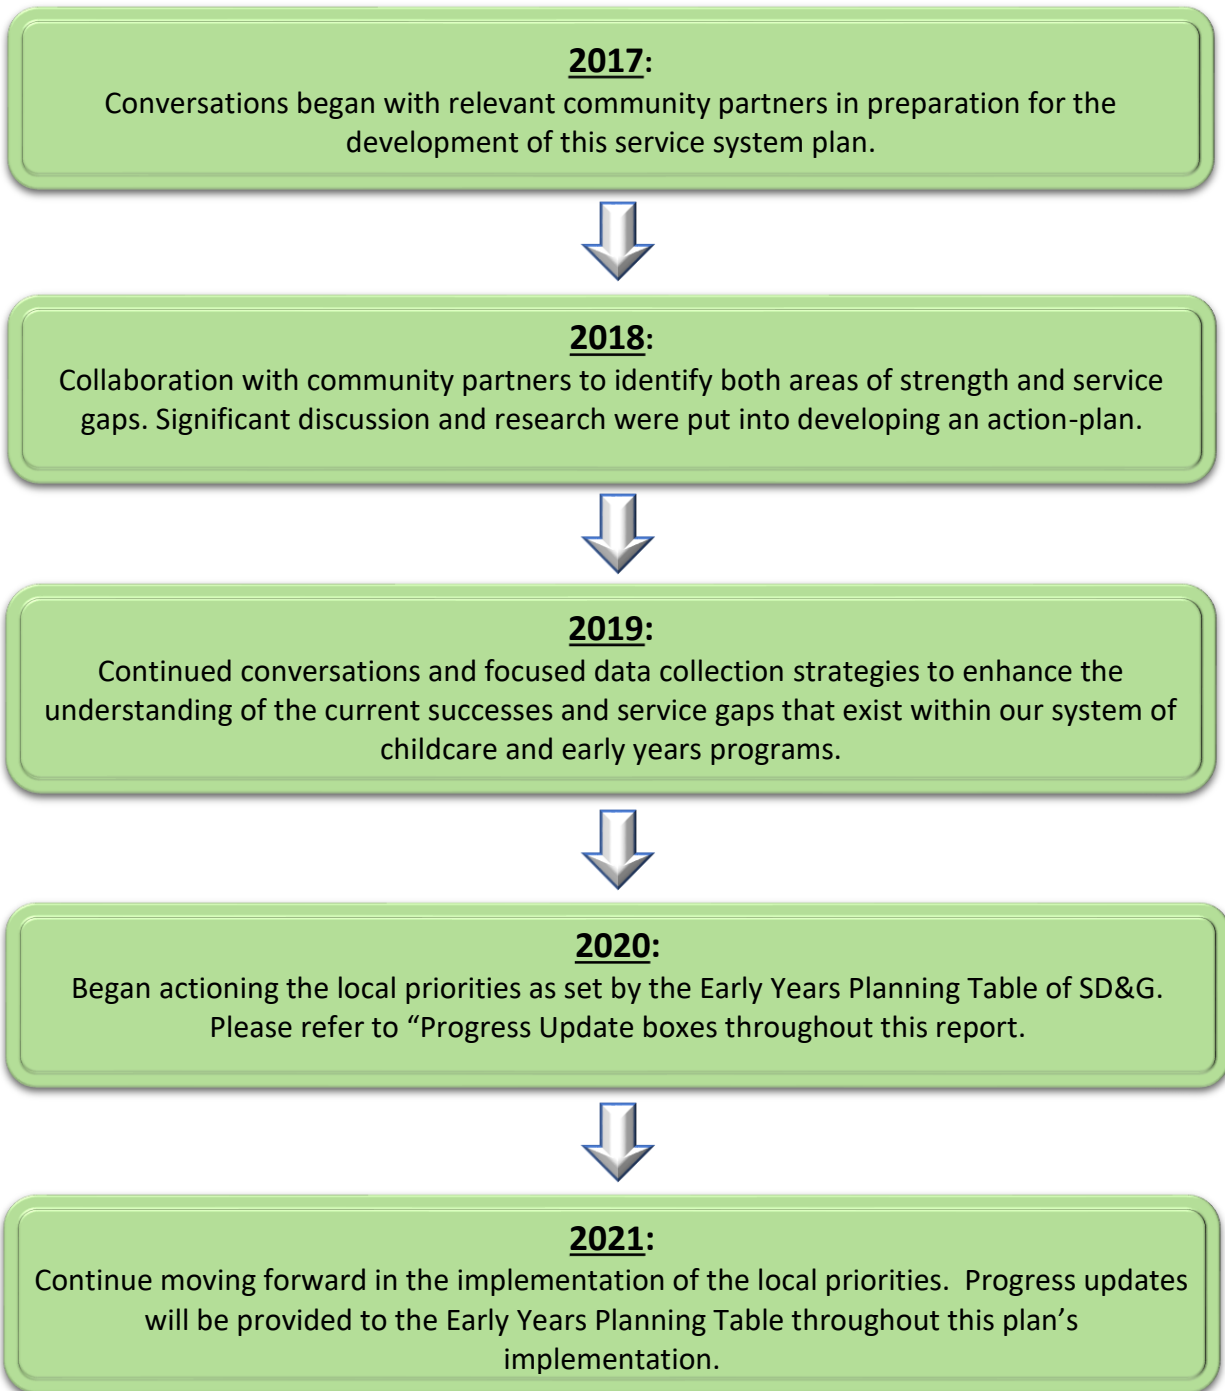 2017:
Conversations began with relevant community partners in preparation for the
development of this service system plan.
2018:
Collaboration with community partners to identify both areas of strength and service
gaps. Significant discussion and research were put into developing an action-plan.
2019:
Continued conversations and focused data collection strategies to enhance the
understanding of the current successes and service gaps that exist within our system of
childcare and early years programs.
2020:
Began actioning the local priorities as set by the Early Years Planning Table of SD&G.
Please refer to “Progress Update boxes throughout this report.
2021:
Continue moving forward in the implementation of the local priorities.  Progress updates
will be provided to the Early Years Planning Table throughout this plan’s
implementation.